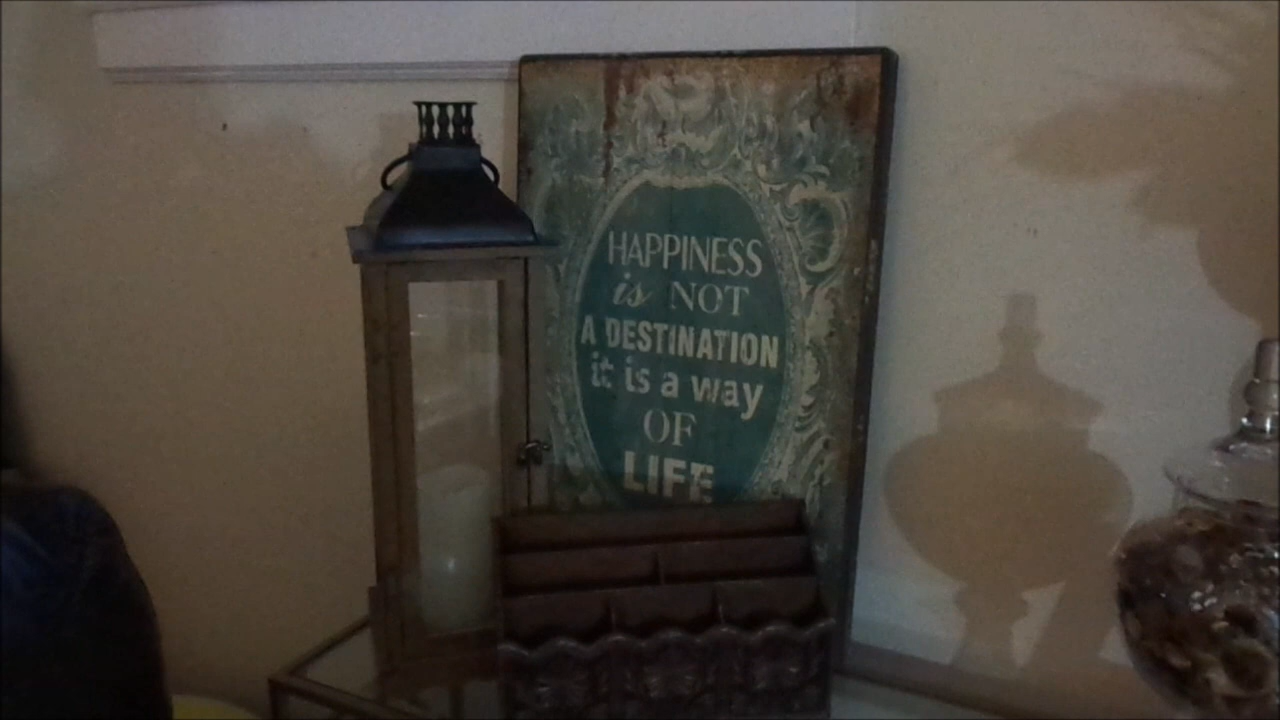 HAPPINESS
is NOT
A DESTINATION
it is a way
OF
LIFE